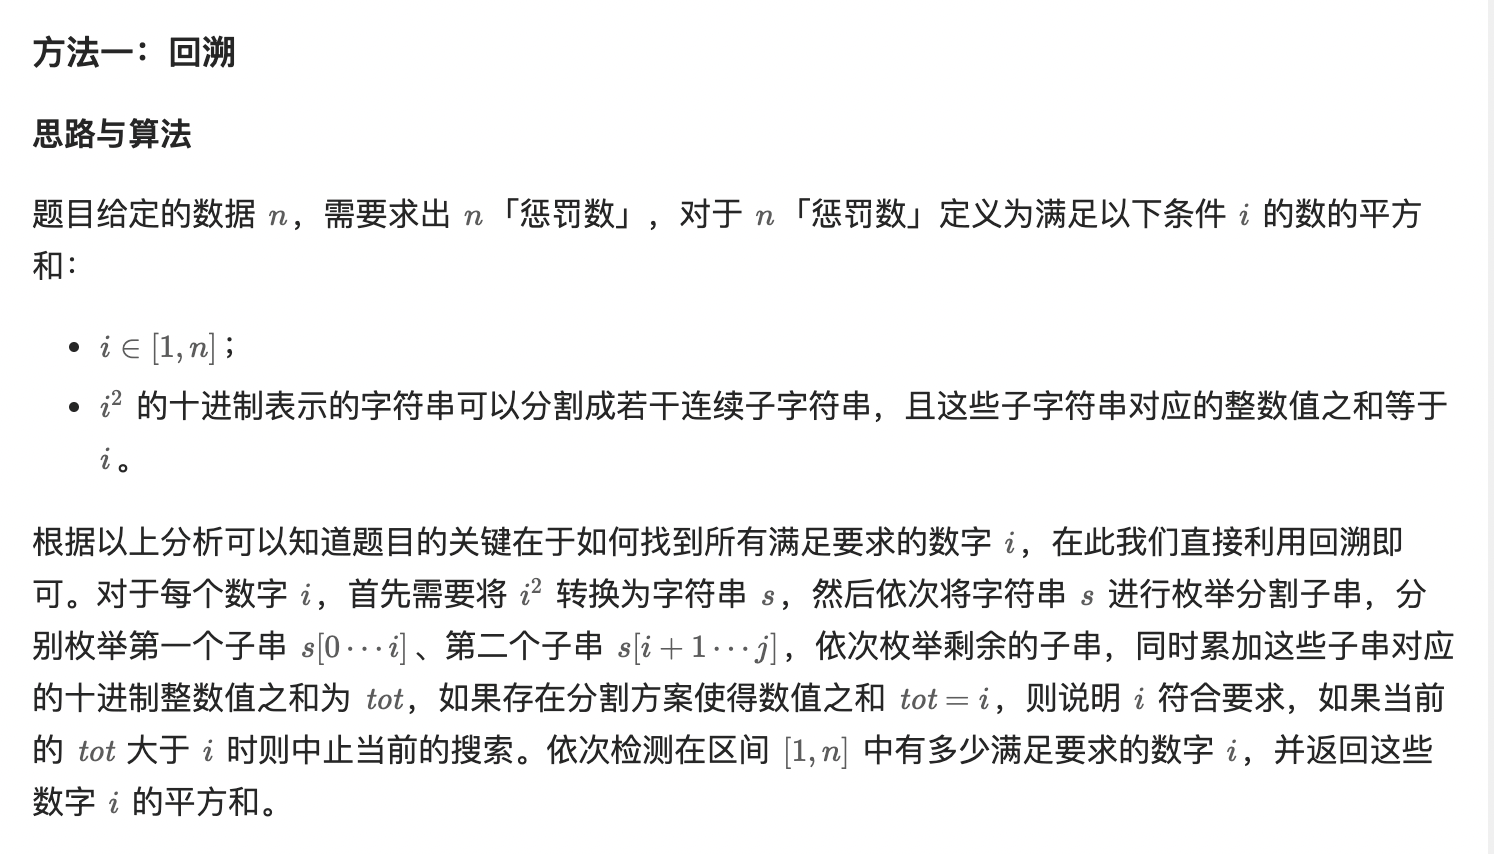 方法一：回溯
思路与算法
题目给定的数据 n，需要求出 n「惩罚数」，对于 n「惩罚数」定义为满足以下条件 i 的数的平方
和：
• i ∈ [1, n]；
• i² 的十进制表示的字符串可以分割成若干连续子字符串，且这些子字符串对应的整数值之和等于
i。
根据以上分析可以知道题目的关键在于如何找到所有满足要求的数字 i，在此我们直接利用回溯即
可。对于每个数字 i，首先需要将 i² 转换为字符串 s，然后依次将字符串 s 进行枚举分割子串，分
别枚举第一个子串 s[0⋯i]、第二个子串 s[i+1⋯j]，依次枚举剩余的子串，同时累加这些子串对应
的十进制整数值之和为 tot，如果存在分割方案使得数值之和 tot = i，则说明 i 符合要求，如果当前
的 tot 大于 i 时则中止当前的搜索。依次检测在区间 [1, n] 中有多少满足要求的数字 i，并返回这些
数字 i 的平方和。